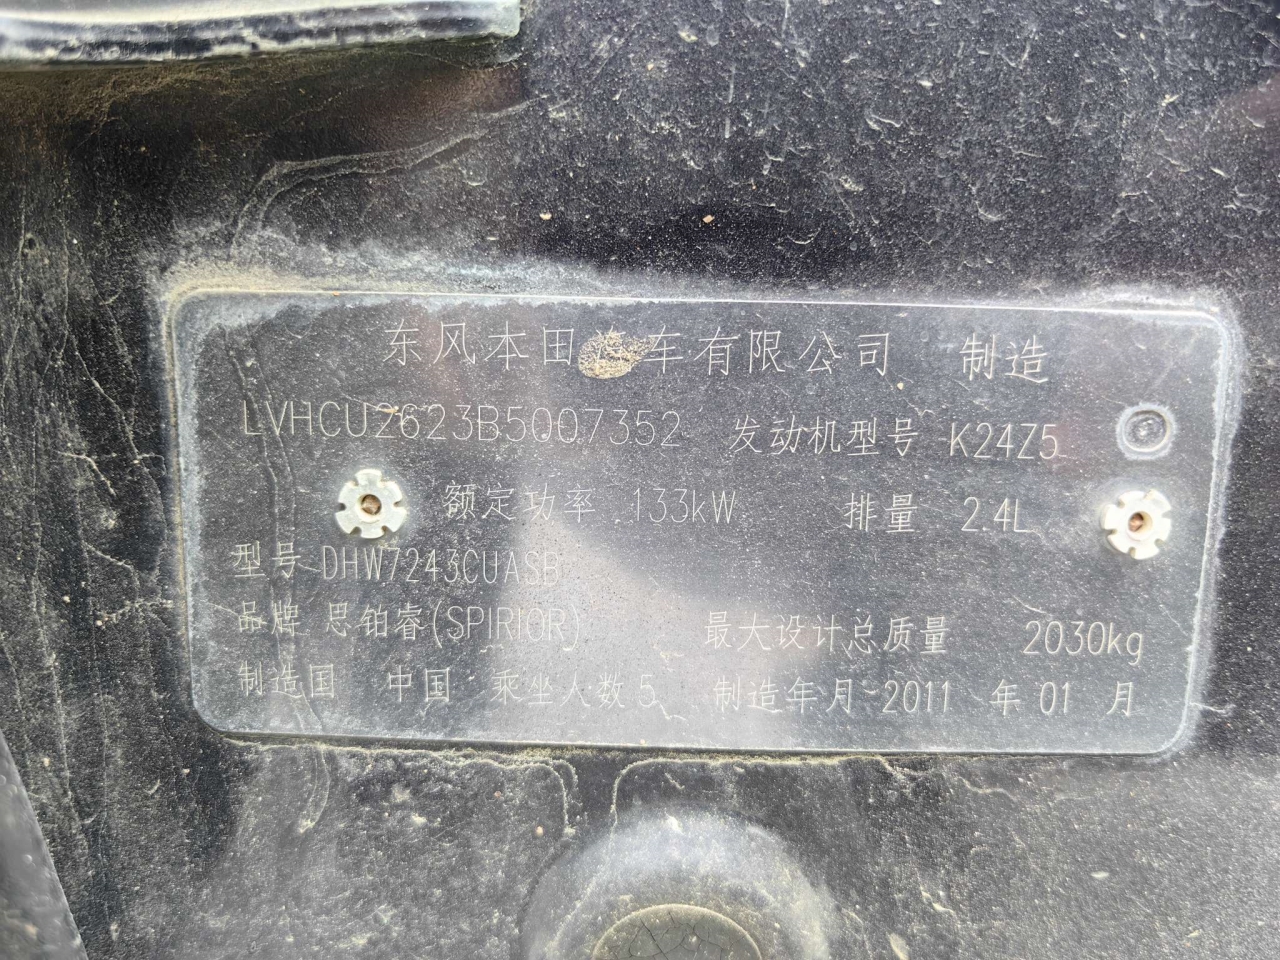 东风本田汽车有限公司 制造
LVHCU2623B5007352 发动机型号 K24Z5
额定功率 133kW 排量 2.4L
型号 DHW7243CUASB
品牌 思铂睿(SPIRIOR) 最大设计总质量 2030kg
制造国 中国 乘坐人数 5 制造年月 2011 年 01 月